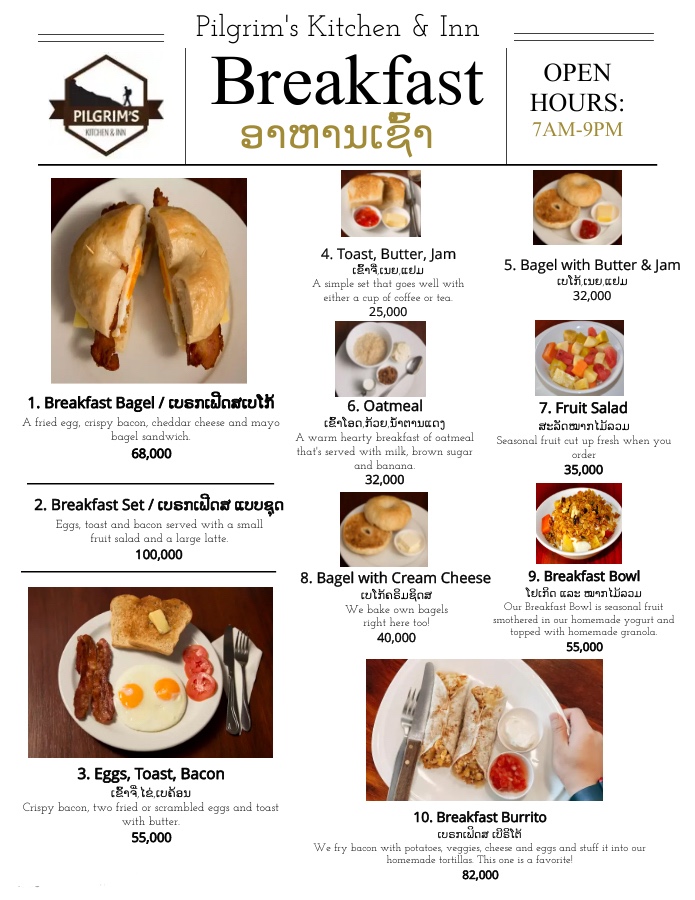 Pilgrim's Kitchen & Inn
PILGRIM'S
KITCHEN & INN
Breakfast
ອາຫານເຊົ້າ
OPEN
HOURS:
7AM-9PM
1. Breakfast Bagel / ເບຣກເຟີດສເບໂກ້
A fried egg, crispy bacon, cheddar cheese and mayo
bagel sandwich.
68,000
2. Breakfast Set / ເບຣກເຟີດສ ແບບຊຸດ
Eggs, toast and bacon served with a small
fruit salad and a large latte.
100,000
3. Eggs, Toast, Bacon
ເຂົ້າຈີ່,ໄຂ່,ເບຄ້ອນ
Crispy bacon, two fried or scrambled eggs and toast
with butter.
55,000
4. Toast, Butter, Jam
ເຂົ້າຈີ່,ເນຍ,ແຢມ
A simple set that goes well with
either a cup of coffee or tea.
25,000
5. Bagel with Butter & Jam
ເບໂກ້,ເນຍ,ແຢມ
32,000
6. Oatmeal
ເຂົ້າໂອດ,ກ້ວຍ,ນ້ຳຕານແດງ
A warm hearty breakfast of oatmeal
that's served with milk, brown sugar
and banana.
32,000
7. Fruit Salad
ສະລັດໝາກໄມ້ລວມ
Seasonal fruit cut up fresh when you
order
35,000
8. Bagel with Cream Cheese
ເບໂກ້ຄຣີມຊິດສ
We bake own bagels
right here too!
40,000
9. Breakfast Bowl
ໂຢເກິດ ແລະ ໝາກໄມ້ລວມ
Our Breakfast Bowl is seasonal fruit
smothered in our homemade yogurt and
topped with homemade granola.
55,000
10. Breakfast Burrito
ເບຣກເຟິດສ ເບີຣິໂຕ້
We fry bacon with potatoes, veggies, cheese and eggs and stuff it into our
homemade tortillas. This one is a favorite!
82,000